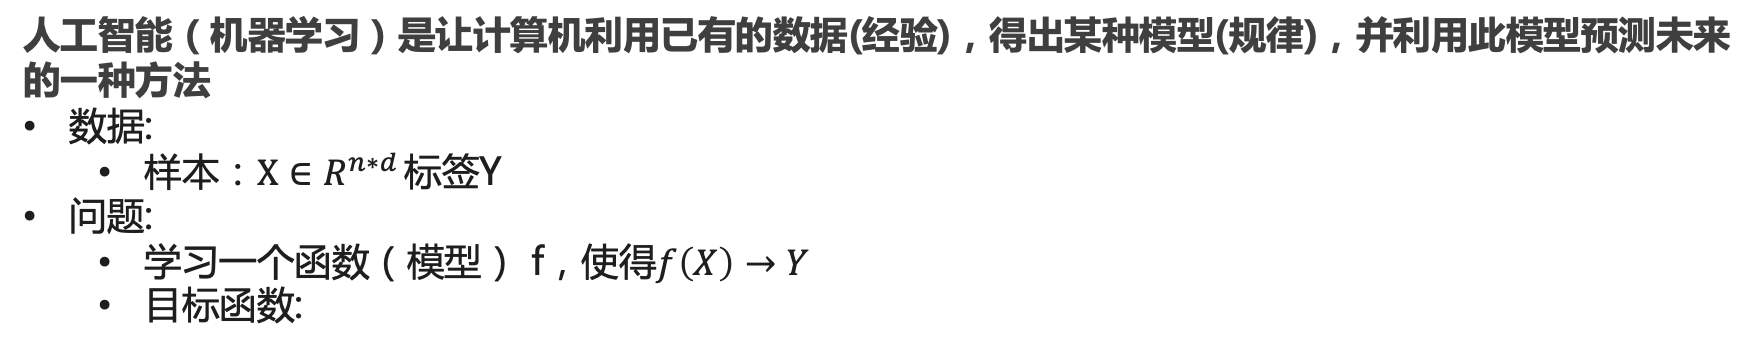 人工智能（机器学习）是让计算机利用已有的数据(经验)，得出某种模型(规律)，并利用此模型预测未来
的一种方法
• 数据:
• 样本：X ∈ R^{n*d} 标签Y
• 问题:
• 学习一个函数（模型） f，使得f(X) → Y
• 目标函数: